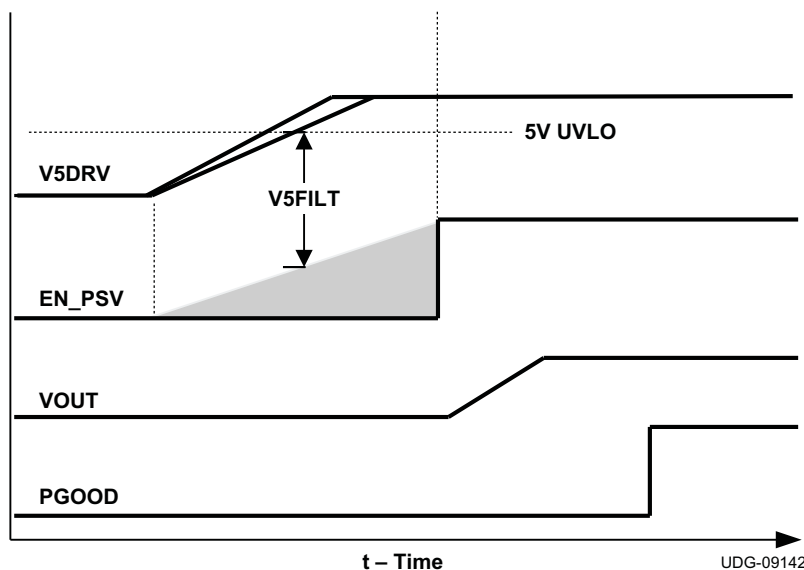 5V UVLO
V5DRV
V5FILT
EN_PSV
VOUT
PGOOD
t – Time
UDG-09142